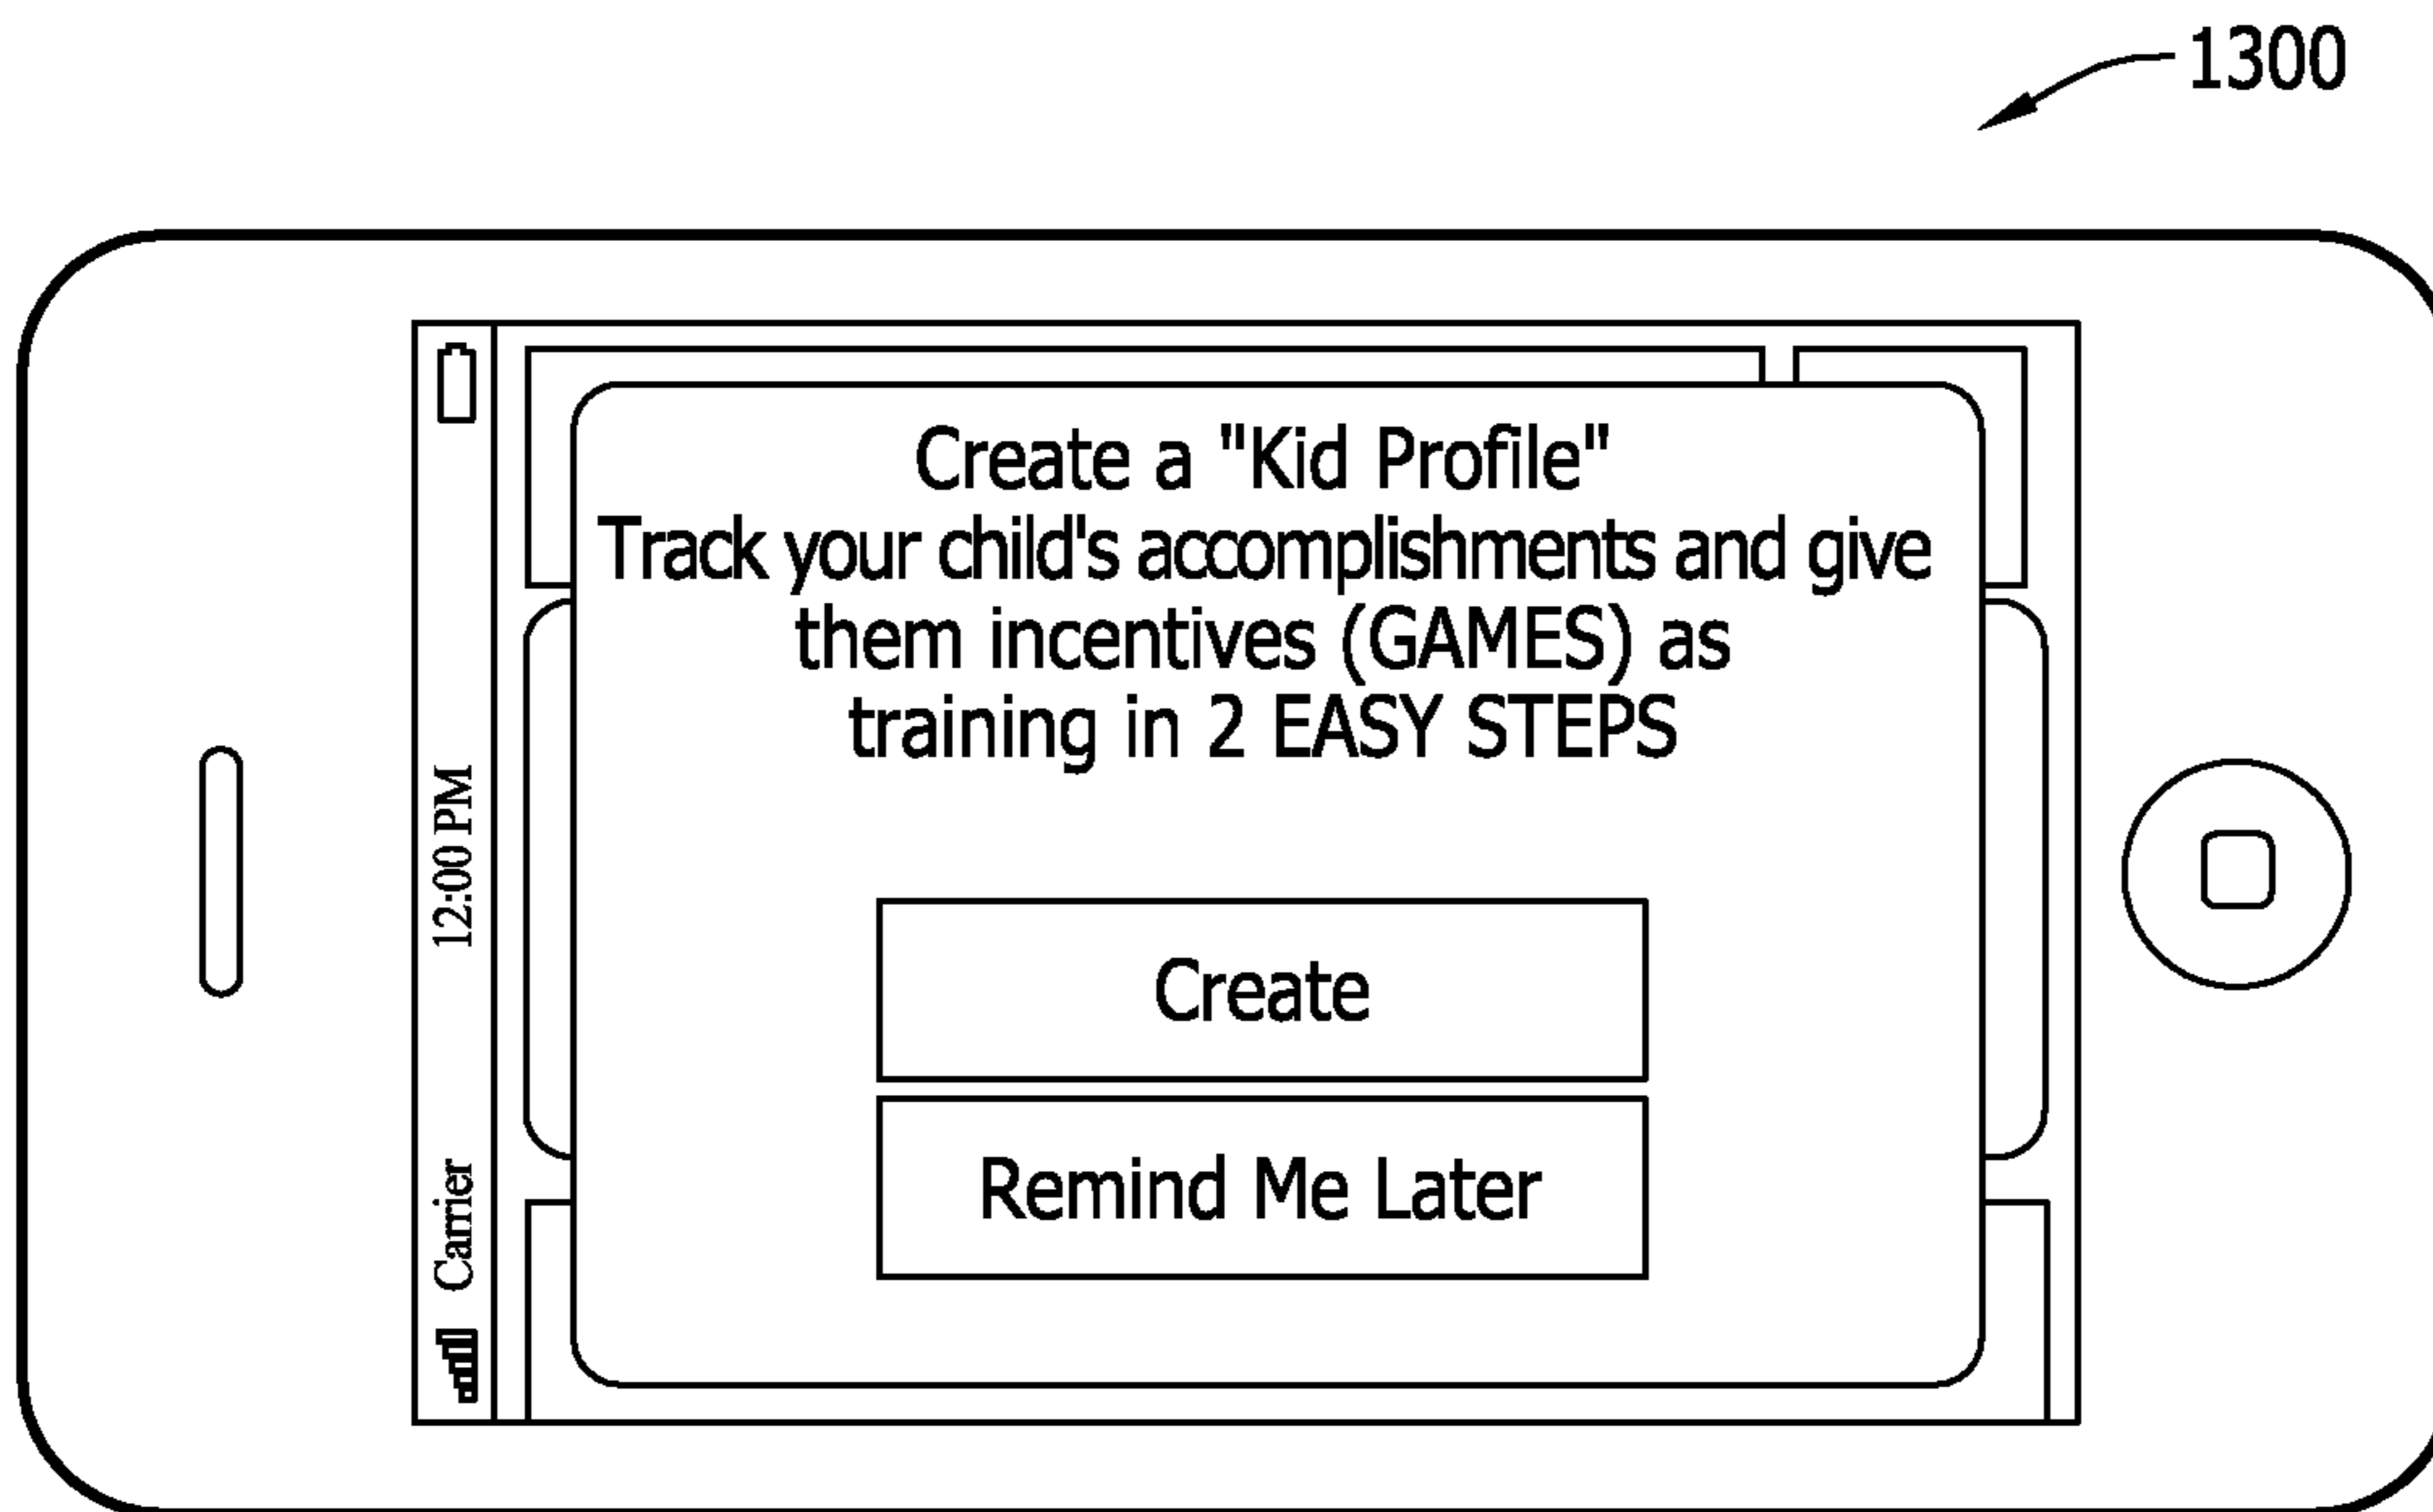 1300
Create a "Kid Profile"
Track your child's accomplishments and give
them incentives (GAMES) as
training in 2 EASY STEPS
Create
Remind Me Later
Carrier
12:00 PM